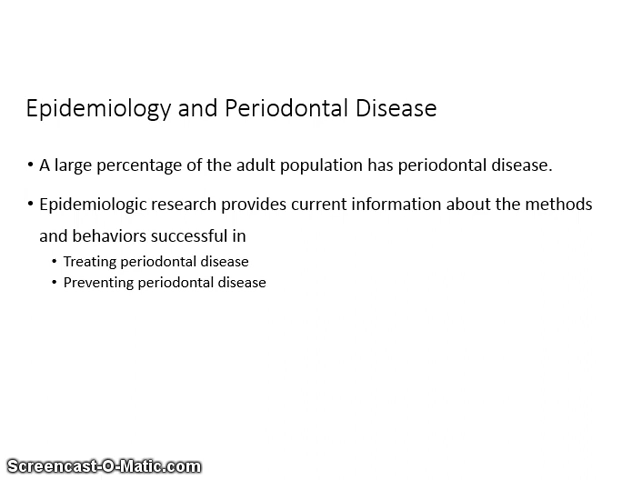 Epidemiology and Periodontal Disease
• A large percentage of the adult population has periodontal disease.
• Epidemiologic research provides current information about the methods
and behaviors successful in
• Treating periodontal disease
• Preventing periodontal disease
Screencast-O-Matic.com